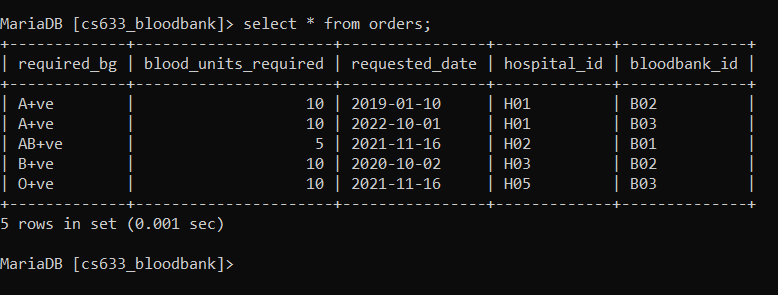 MariaDB [cs633_bloodbank]> select * from orders;
+-------------+----------------------+----------------+-------------+--------------+
| required_bg | blood_units_required | requested_date | hospital_id | bloodbank_id |
+-------------+----------------------+----------------+-------------+--------------+
| A+ve        |                   10 | 2019-01-10     | H01         | B02          |
| A+ve        |                   10 | 2022-10-01     | H01         | B03          |
| AB+ve       |                    5 | 2021-11-16     | H02         | B01          |
| B+ve        |                   10 | 2020-10-02     | H03         | B02          |
| O+ve        |                   10 | 2021-11-16     | H05         | B03          |
+-------------+----------------------+----------------+-------------+--------------+
5 rows in set (0.001 sec)
MariaDB [cs633_bloodbank]>